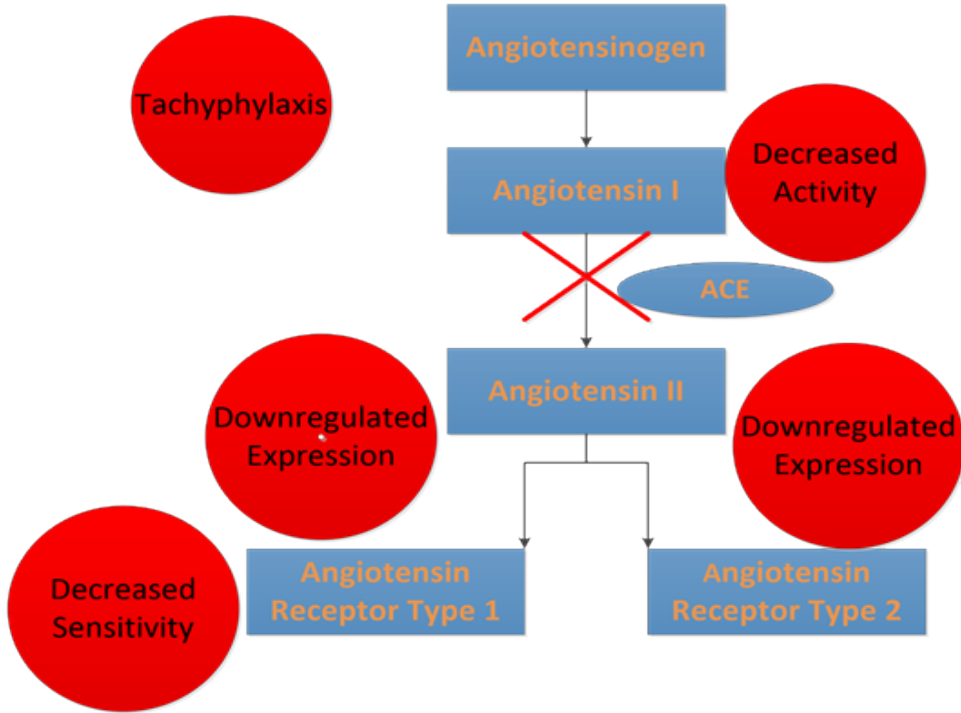 Angiotensinogen
Tachyphylaxis
Decreased
Activity
Angiotensin I
ACE
Angiotensin II
Downregulated
Expression
Downregulated
Expression
Angiotensin
Receptor Type 1
Angiotensin
Receptor Type 2
Decreased
Sensitivity